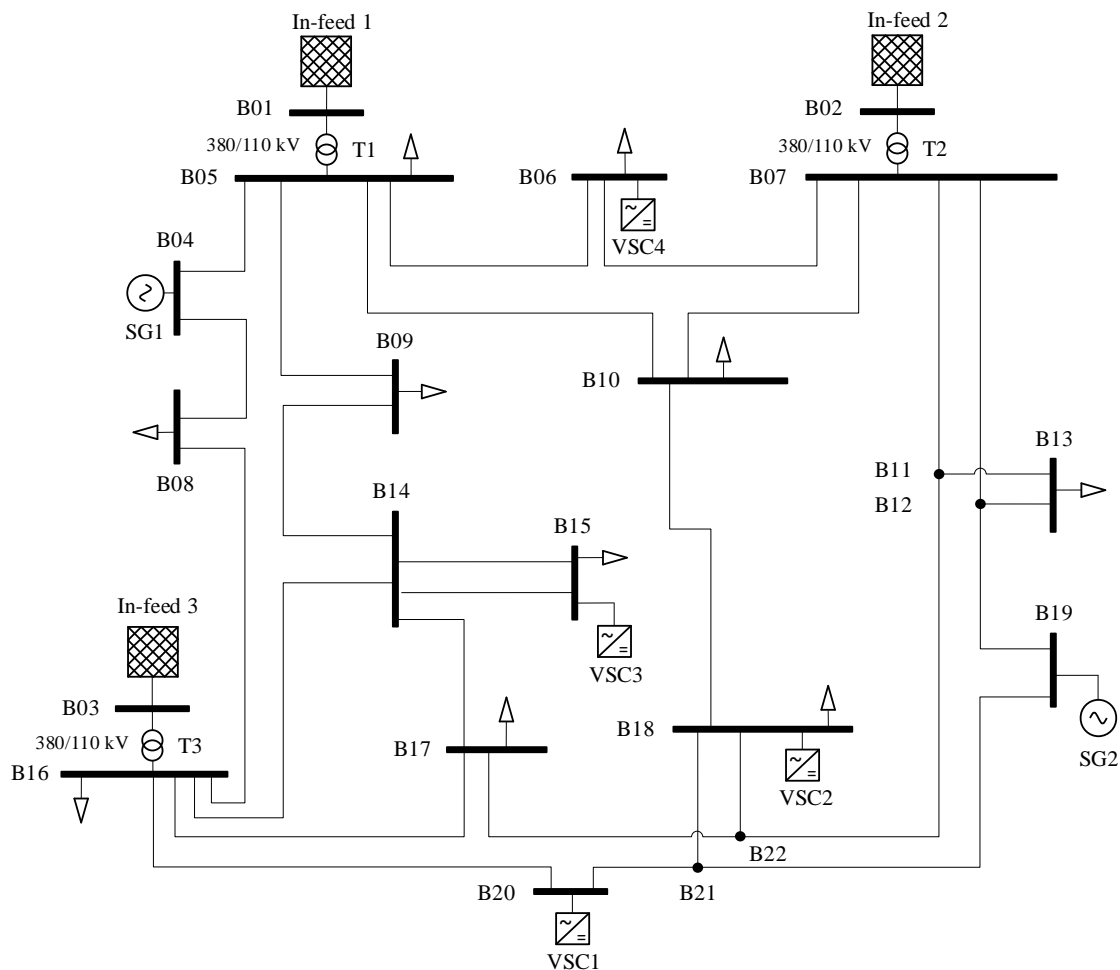 In-feed 1
In-feed 2
B01
B02
380/110 kV
T1
380/110 kV
T2
B05
B06
B07
VSC4
B04
SG1
B09
B10
B08
B13
B11
B12
B14
B15
In-feed 3
B19
VSC3
B03
380/110 kV
T3
B17
B18
SG2
B16
VSC2
B22
B20
B21
VSC1